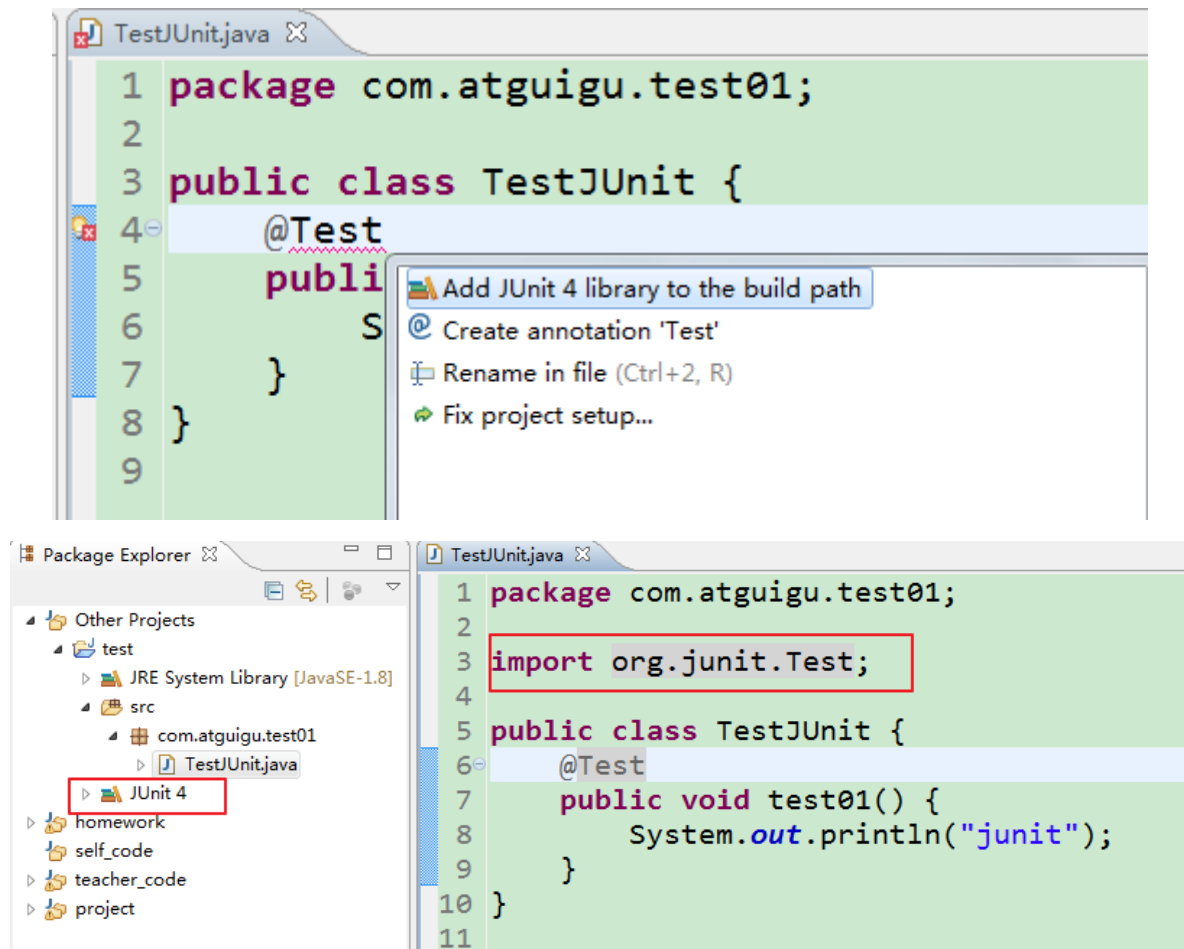 TestJUnit.java
1 package com.atguigu.test01;
2
3 public class TestJUnit {
4 @Test
5 publi
Add JUnit 4 library to the build path
6 S
Create annotation 'Test'
7 }
Rename in file (Ctrl+2, R)
8 }
Fix project setup...
9
Package Explorer
Other Projects
test
JRE System Library [JavaSE-1.8]
src
com.atguigu.test01
TestJUnit.java
JUnit 4
homework
self_code
teacher_code
project
TestJUnit.java
1 package com.atguigu.test01;
2
3 import org.junit.Test;
4
5 public class TestJUnit {
6 @Test
7 public void test01() {
8 System.out.println("junit");
9 }
10 }
11